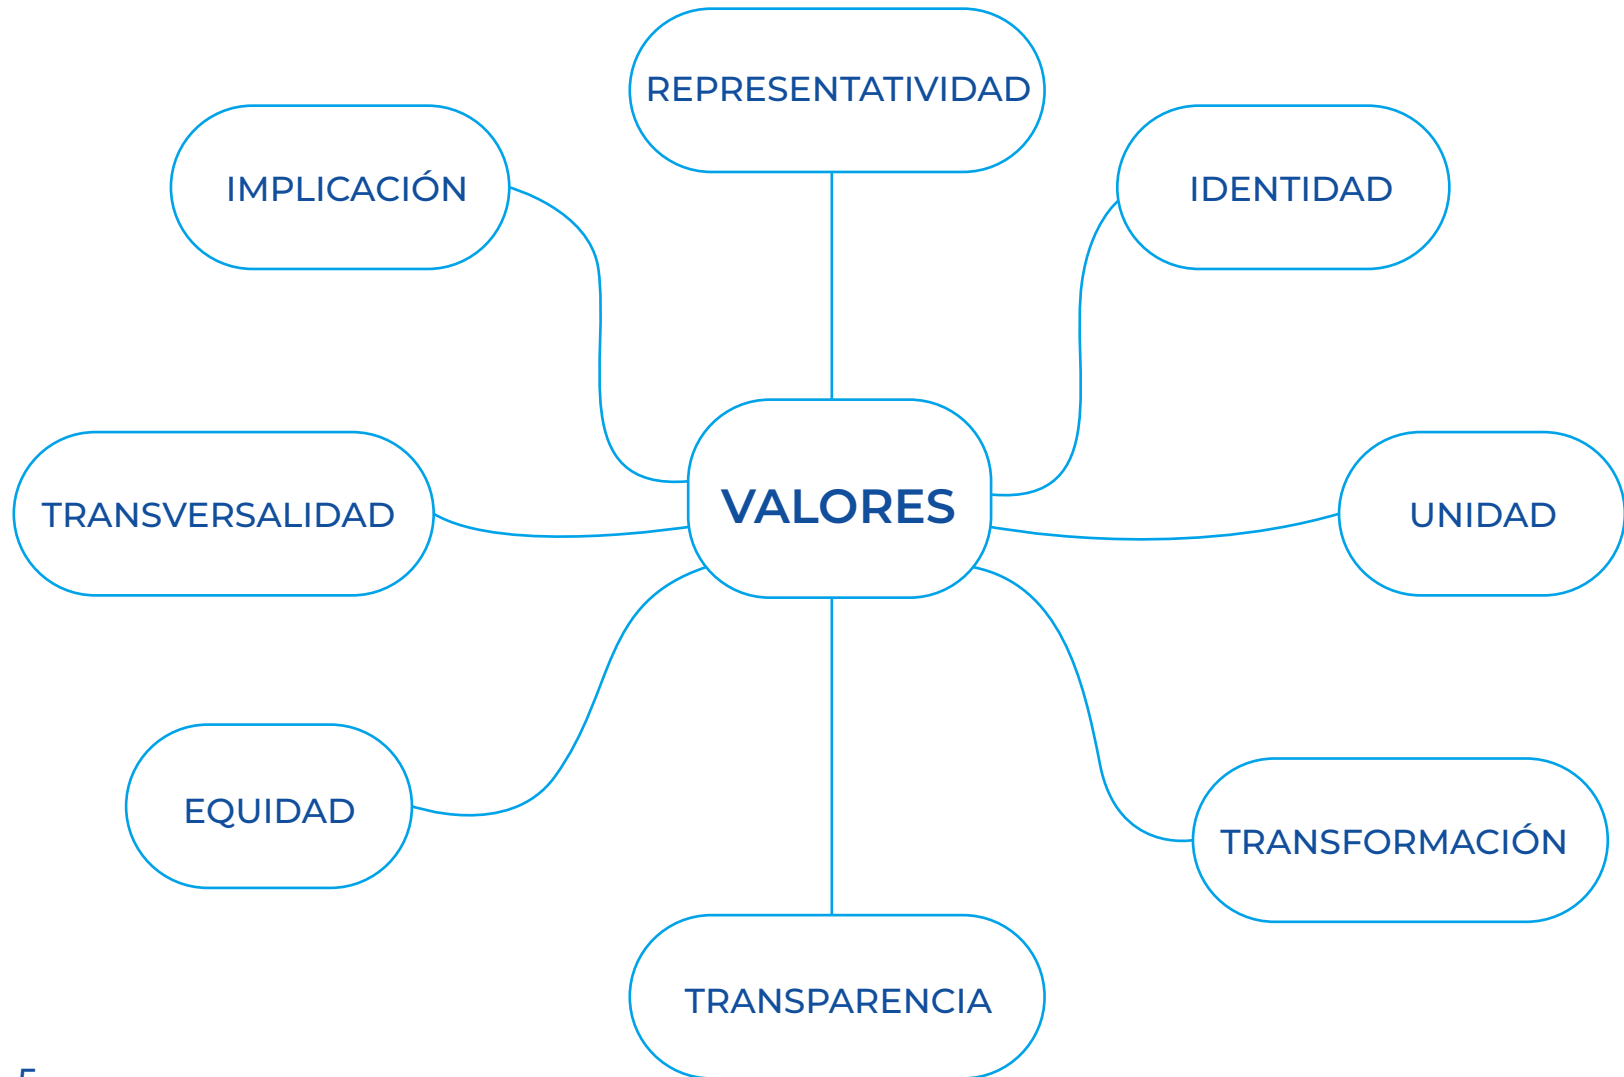 REPRESENTATIVIDAD
IMPLICACIÓN
IDENTIDAD
VALORES
TRANSVERSALIDAD
UNIDAD
EQUIDAD
TRANSFORMACIÓN
TRANSPARENCIA